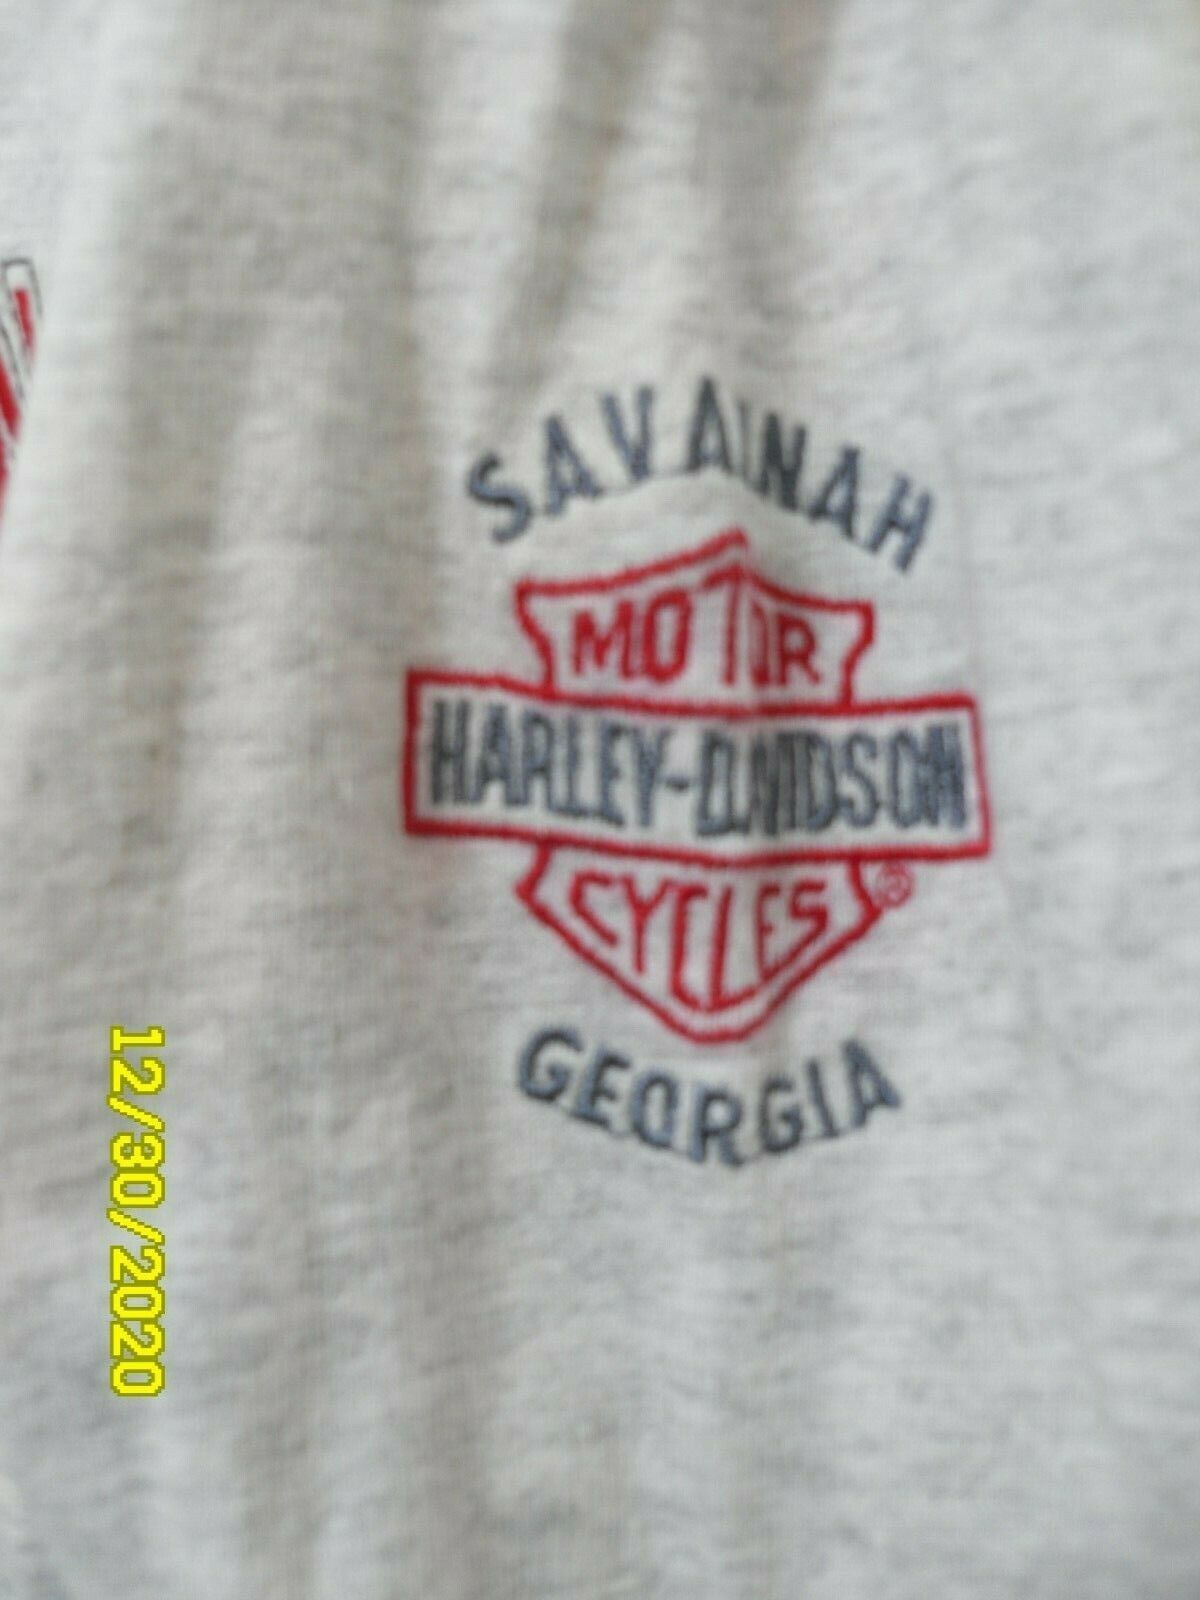 SAVANNAH
MOTOR
HARLEY-DAVIDSON
CYCLES ®
GEORGIA
12/30/2020